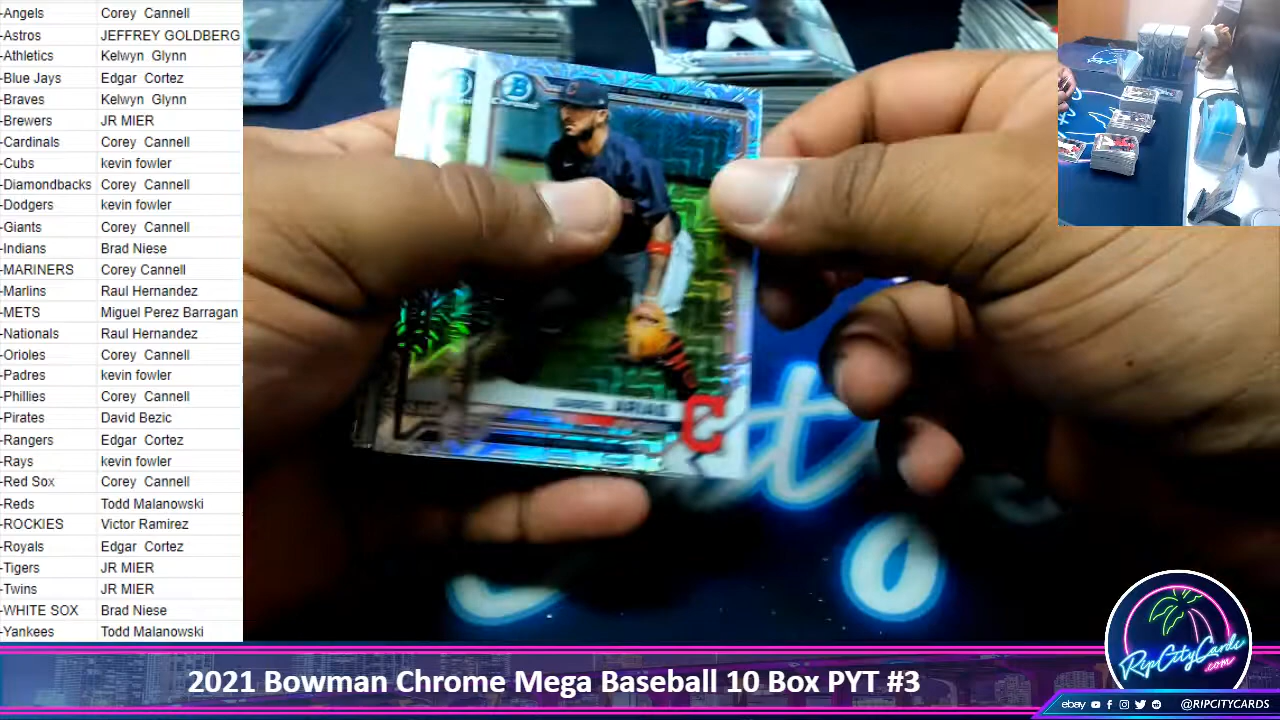 -Angels Corey Cannell
-Astros JEFFREY GOLDBERG
-Athletics Kelwyn Glynn
-Blue Jays Edgar Cortez
-Braves Kelwyn Glynn
-Brewers JR MIER
-Cardinals Corey Cannell
-Cubs kevin fowler
-Diamondbacks Corey Cannell
-Dodgers kevin fowler
-Giants Corey Cannell
-Indians Brad Niese
-MARINERS Corey Cannell
-Marlins Raul Hernandez
-METS Miguel Perez Barragan
-Nationals Raul Hernandez
-Orioles Corey Cannell
-Padres kevin fowler
-Phillies Corey Cannell
-Pirates David Bezic
-Rangers Edgar Cortez
-Rays kevin fowler
-Red Sox Corey Cannell
-Reds Todd Malanowski
-ROCKIES Victor Ramirez
-Royals Edgar Cortez
-Tigers JR MIER
-Twins JR MIER
-WHITE SOX Brad Niese
-Yankees Todd Malanowski
B
C
ARIAS
C
RipCityCards
.com
2021 Bowman Chrome Mega Baseball 10 Box PYT #3
ebay @RIPCITYCARDS